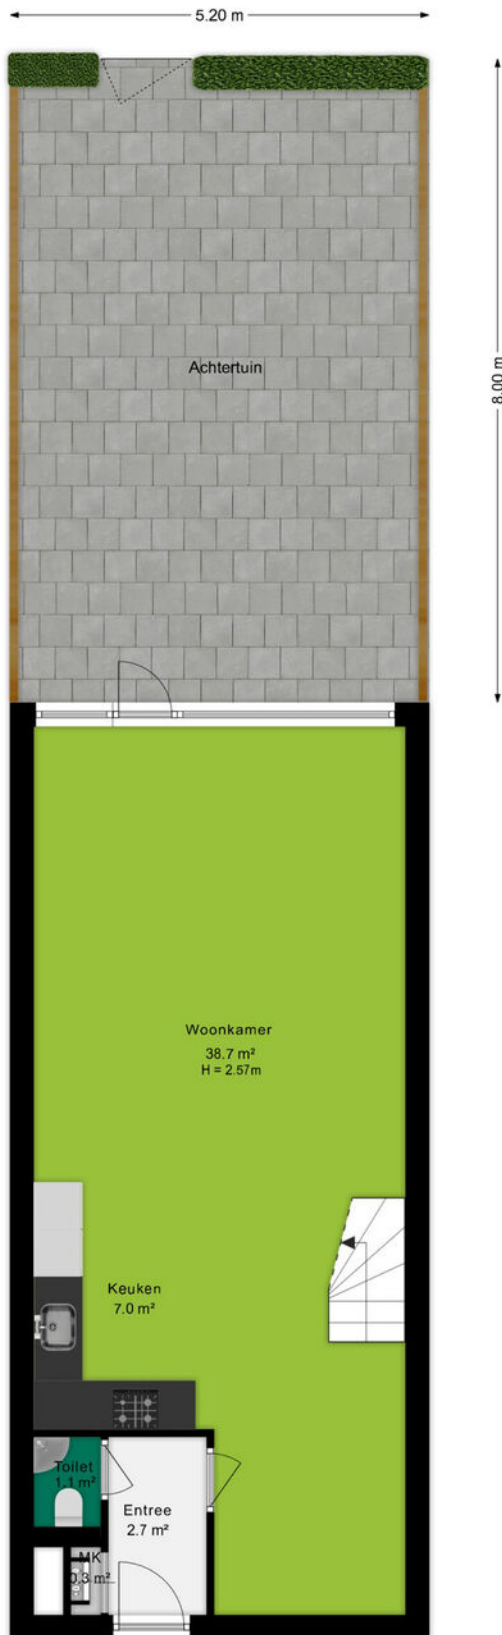 5.20 m
8.00 m
Achtertuin
Woonkamer
38.7 m²
H = 2.57m
Keuken
7.0 m²
Toilet
1.1 m²
Entree
2.7 m²
MK
0.3 m²